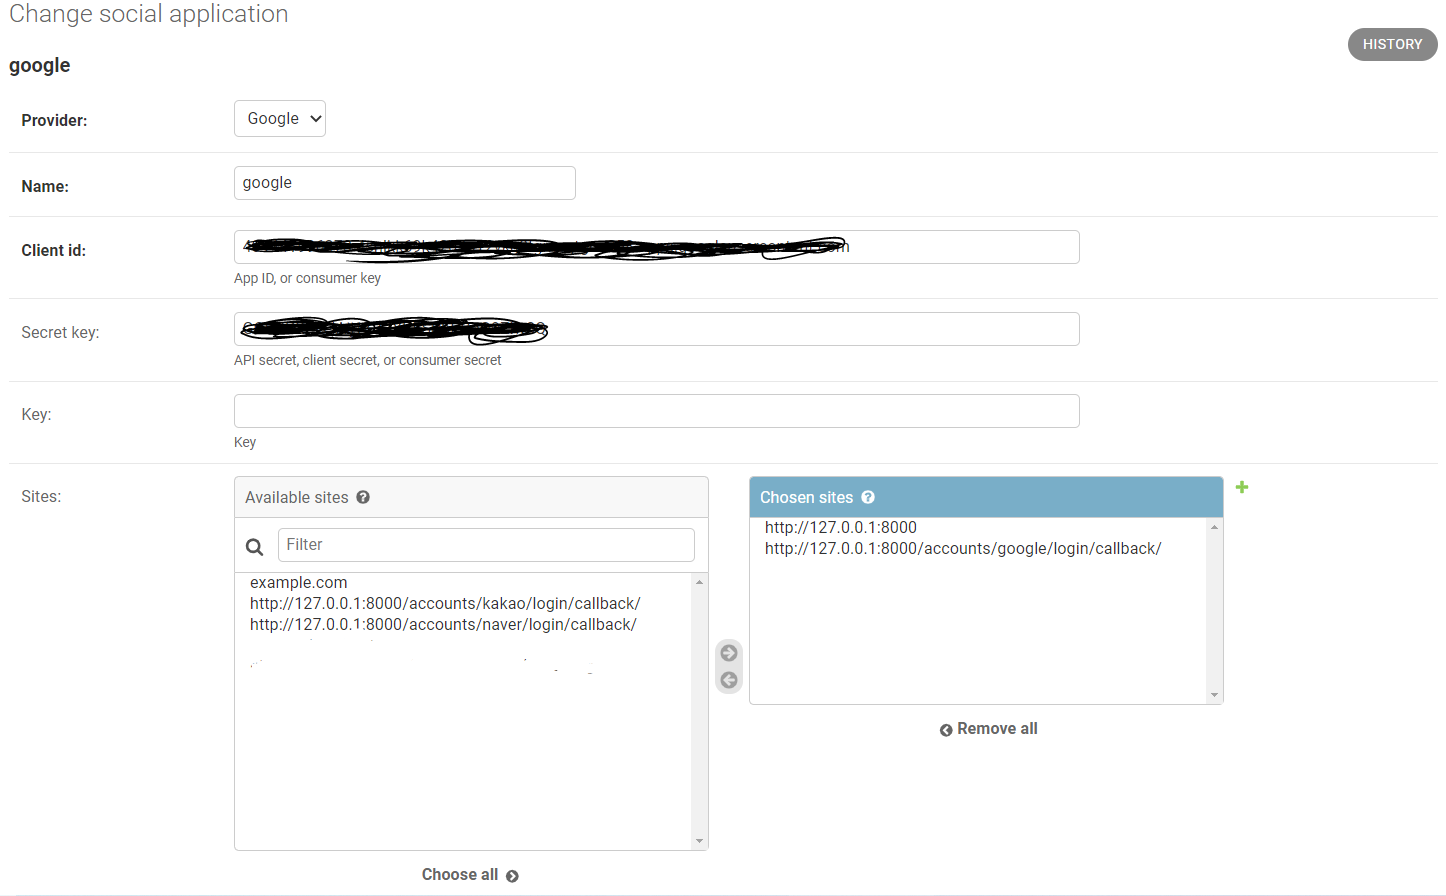 Change social application
HISTORY
google
Provider:
Google
Name:
google
Client id:
App ID, or consumer key
Secret key:
API secret, client secret, or consumer secret
Key:
Key
Sites:
Available sites
Filter
example.com
http://127.0.0.1:8000/accounts/kakao/login/callback/
http://127.0.0.1:8000/accounts/naver/login/callback/
Choose all
Chosen sites
http://127.0.0.1:8000
http://127.0.0.1:8000/accounts/google/login/callback/
Remove all